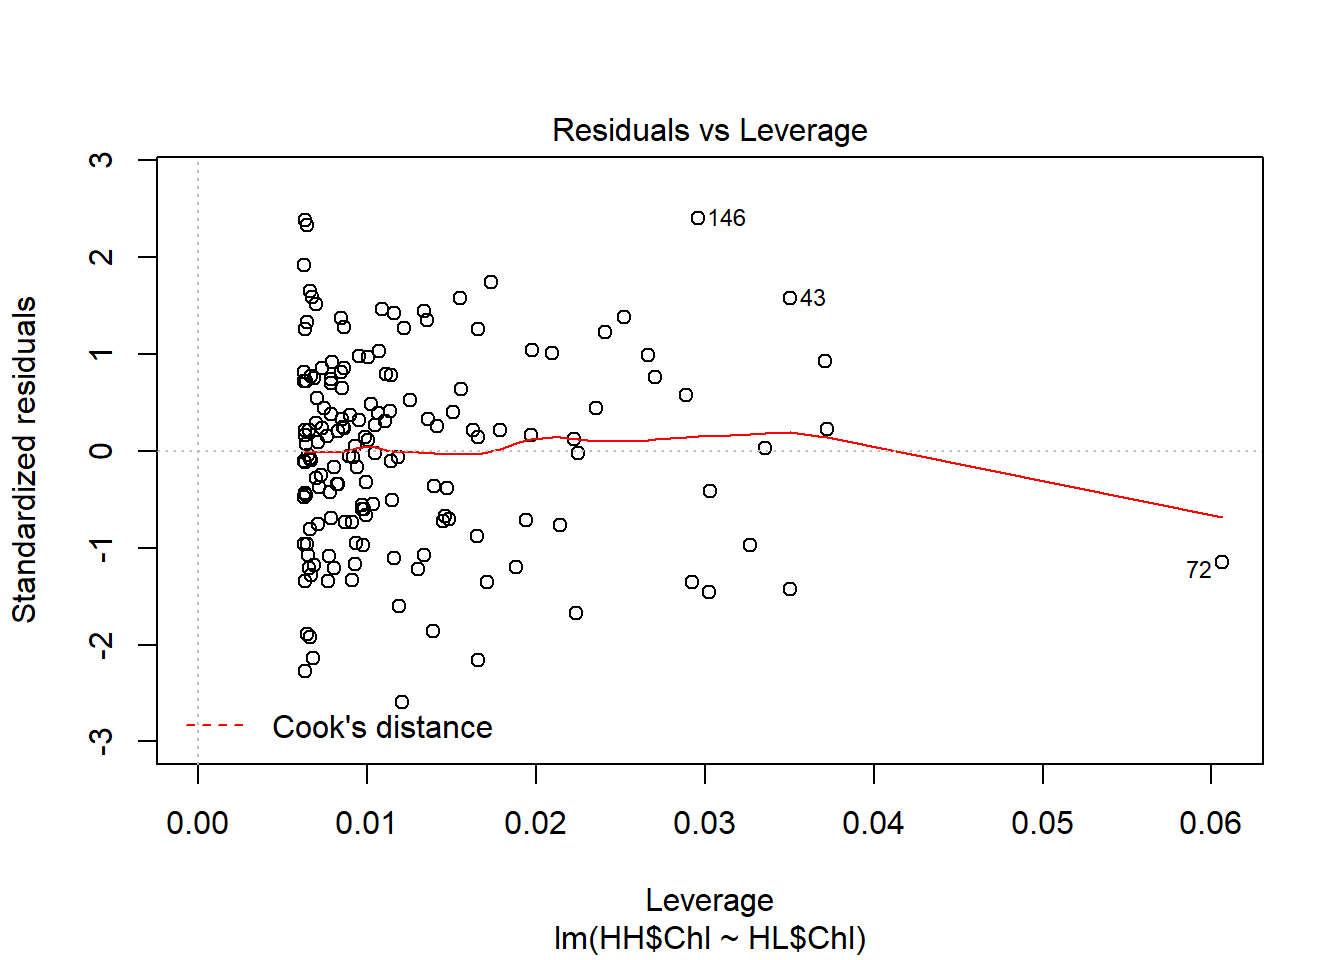 Residuals vs Leverage
Standardized residuals
3
2
1
0
-1
-2
-3
146
43
72
Cook's distance
0.00 0.01 0.02 0.03 0.04 0.05 0.06
Leverage
lm(HH$Chl ~ HL$Chl)